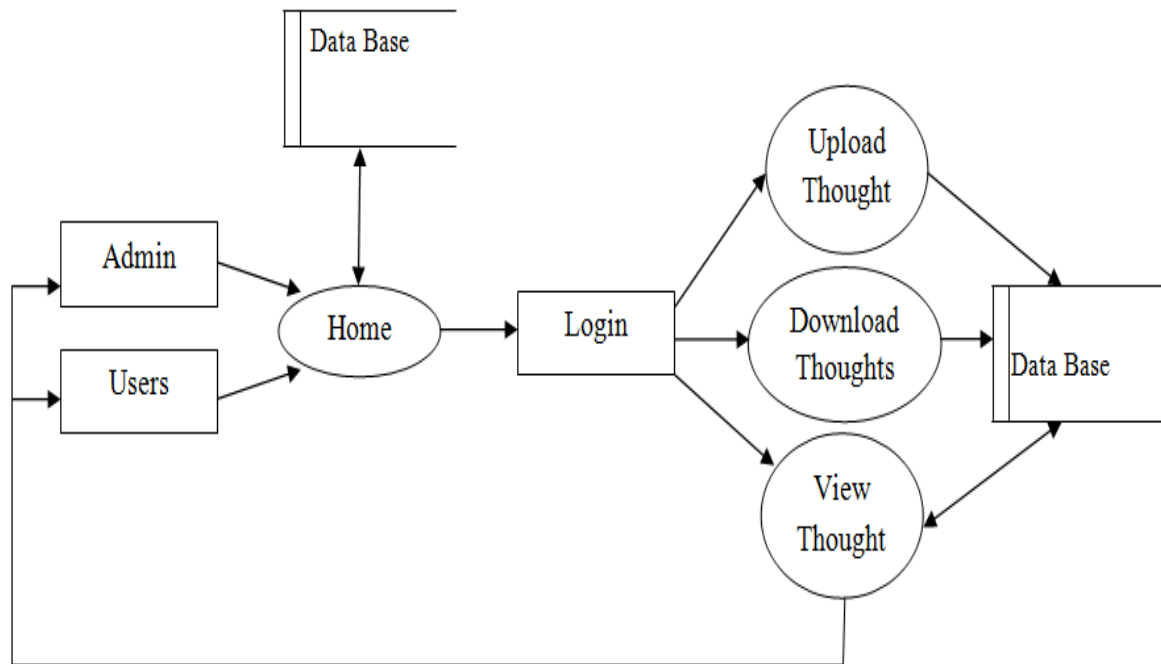 Data Base
Admin
Users
Home
Login
Upload
Thought
Download
Thoughts
View
Thought
Data Base